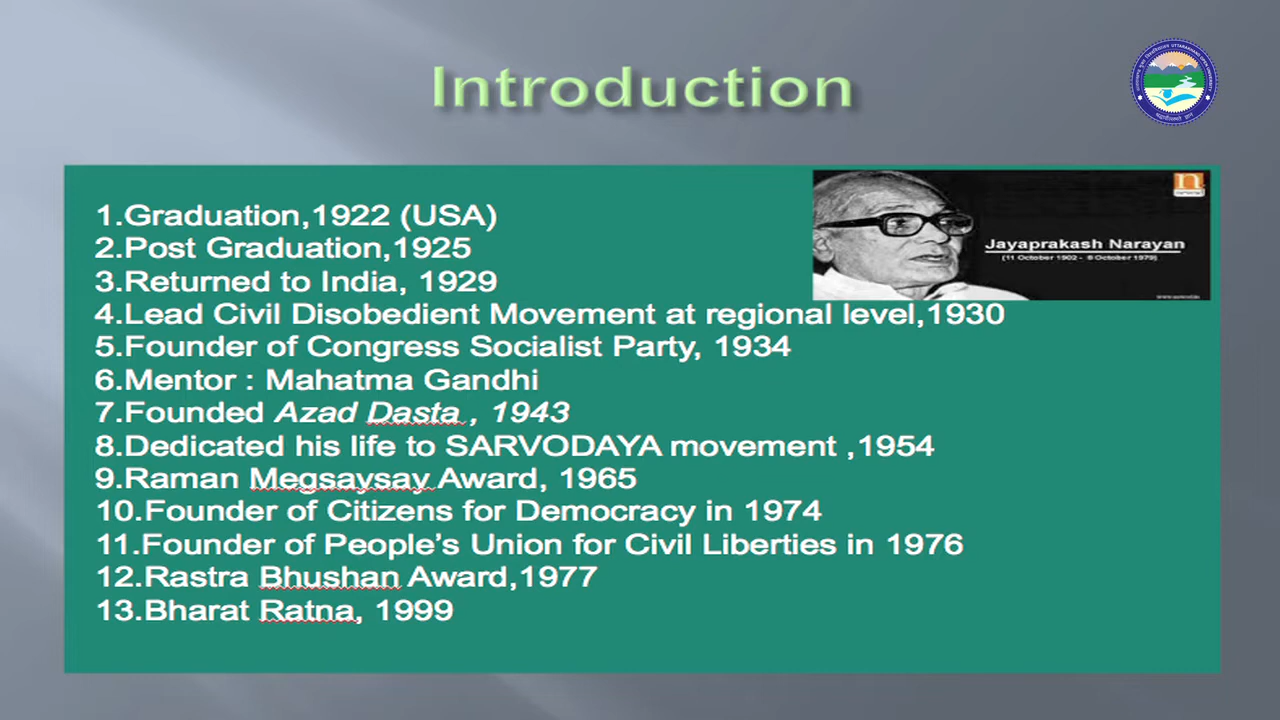 Introduction
1.Graduation,1922 (USA)
2.Post Graduation,1925
3.Returned to India, 1929
4.Lead Civil Disobedient Movement at regional level,1930
5.Founder of Congress Socialist Party, 1934
6.Mentor : Mahatma Gandhi
7.Founded Azad Dasta , 1943
8.Dedicated his life to SARVODAYA movement ,1954
9.Raman Megsaysay Award, 1965
10.Founder of Citizens for Democracy in 1974
11.Founder of People’s Union for Civil Liberties in 1976
12.Rastra Bhushan Award,1977
13.Bharat Ratna, 1999
n
Jayaprakash Narayan
(11 October 1902 - 8 October 1979)